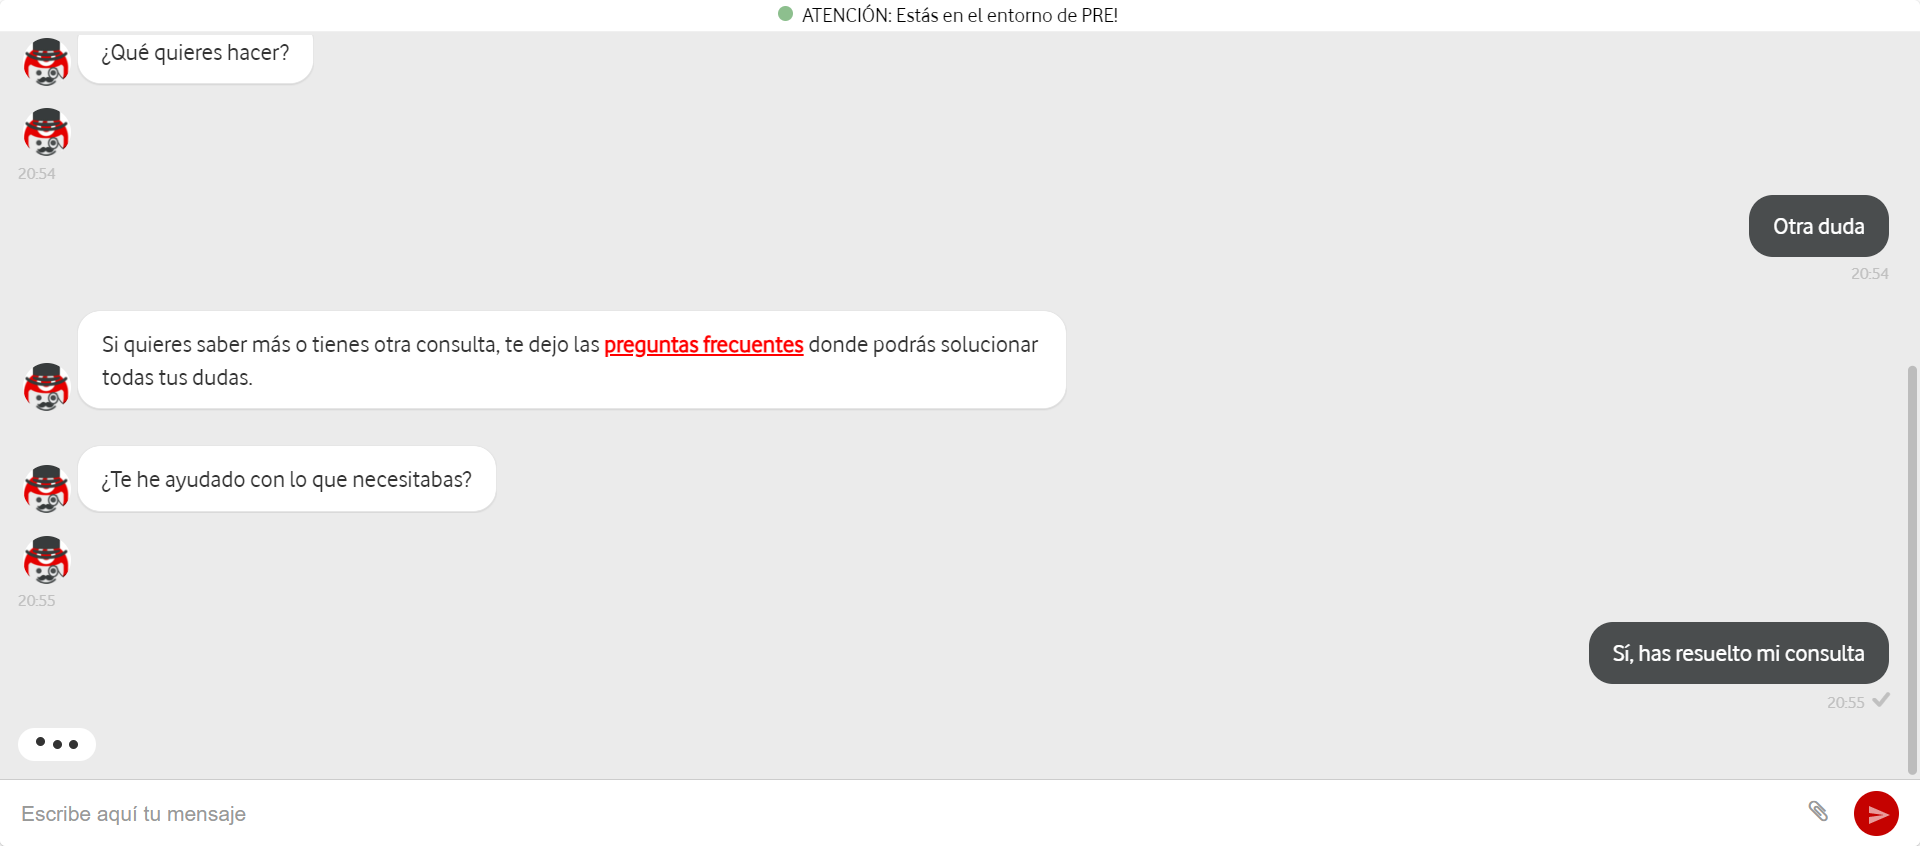 ATENCIÓN: Estás en el entorno de PRE!
¿Qué quieres hacer?
20:54
Otra duda
20:54
Si quieres saber más o tienes otra consulta, te dejo las preguntas frecuentes donde podrás solucionar
todas tus dudas.
¿Te he ayudado con lo que necesitabas?
20:55
Sí, has resuelto mi consulta
20:55
Escribe aquí tu mensaje